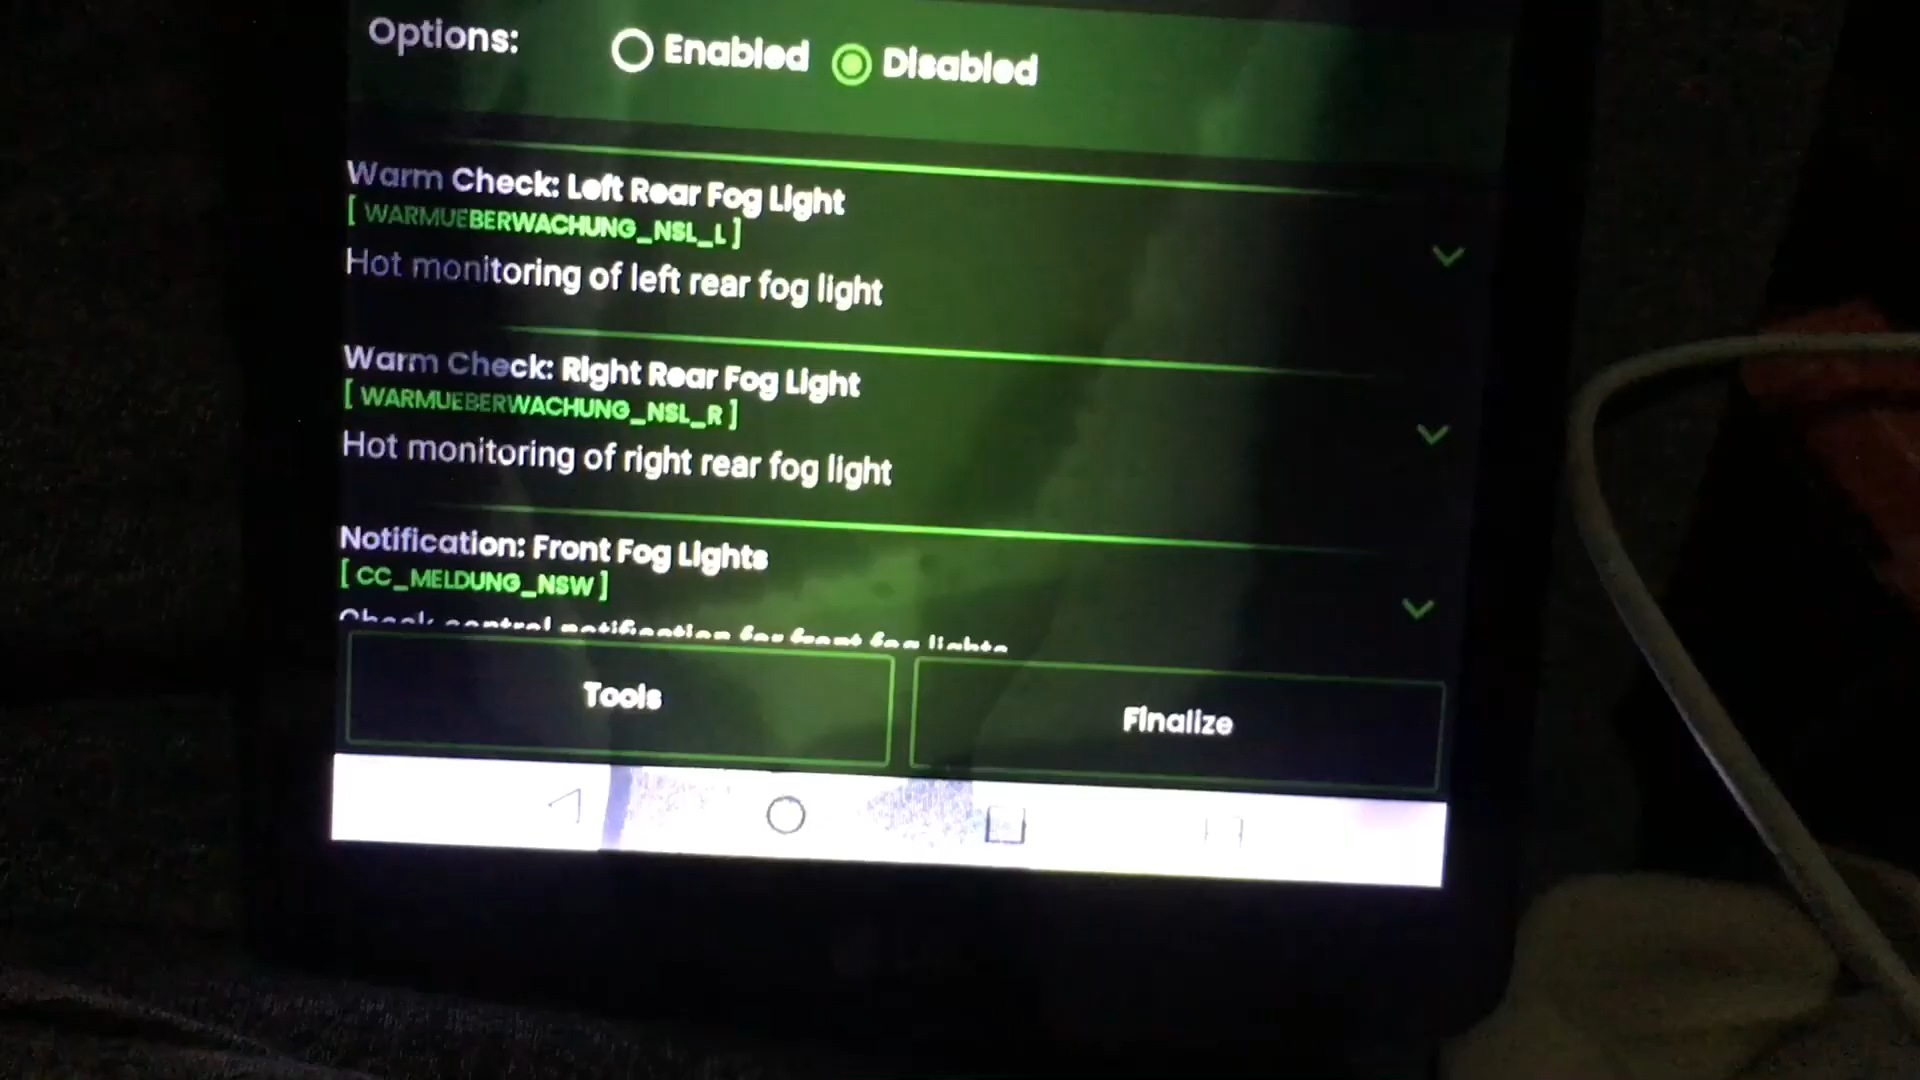 Options: Enabled Disabled
Warm Check: Left Rear Fog Light
[ WARMUEBERWACHUNG_NSL_L ]
Hot monitoring of left rear fog light
Warm Check: Right Rear Fog Light
[ WARMUEBERWACHUNG_NSL_R ]
Hot monitoring of right rear fog light
Notification: Front Fog Lights
[ CC_MELDUNG_NSW ]
Check control notification for front fog lights
Tools Finalize